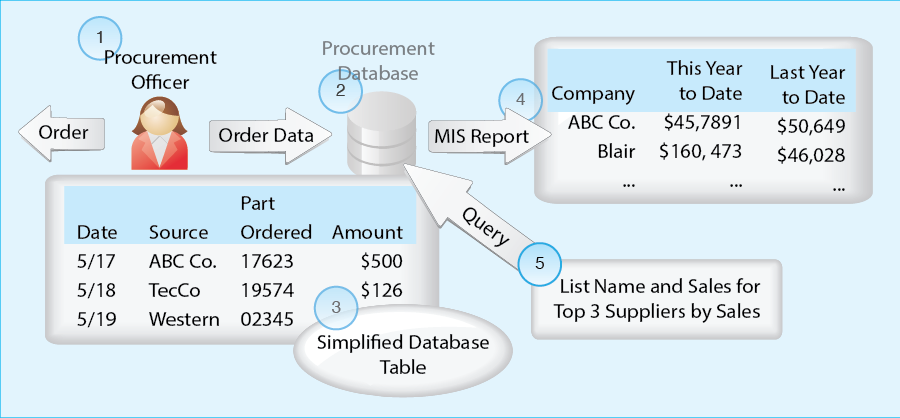 1
Procurement
Officer
Order
Order Data
Procurement
Database
2
MIS Report
4
Company This Year to Date Last Year to Date
ABC Co. $45,7891 $50,649
Blair $160, 473 $46,028
... ... ...
Date Source Part Ordered Amount
5/17 ABC Co. 17623 $500
5/18 TecCo 19574 $126
5/19 Western 02345
3
Simplified Database
Table
Query
5
List Name and Sales for
Top 3 Suppliers by Sales